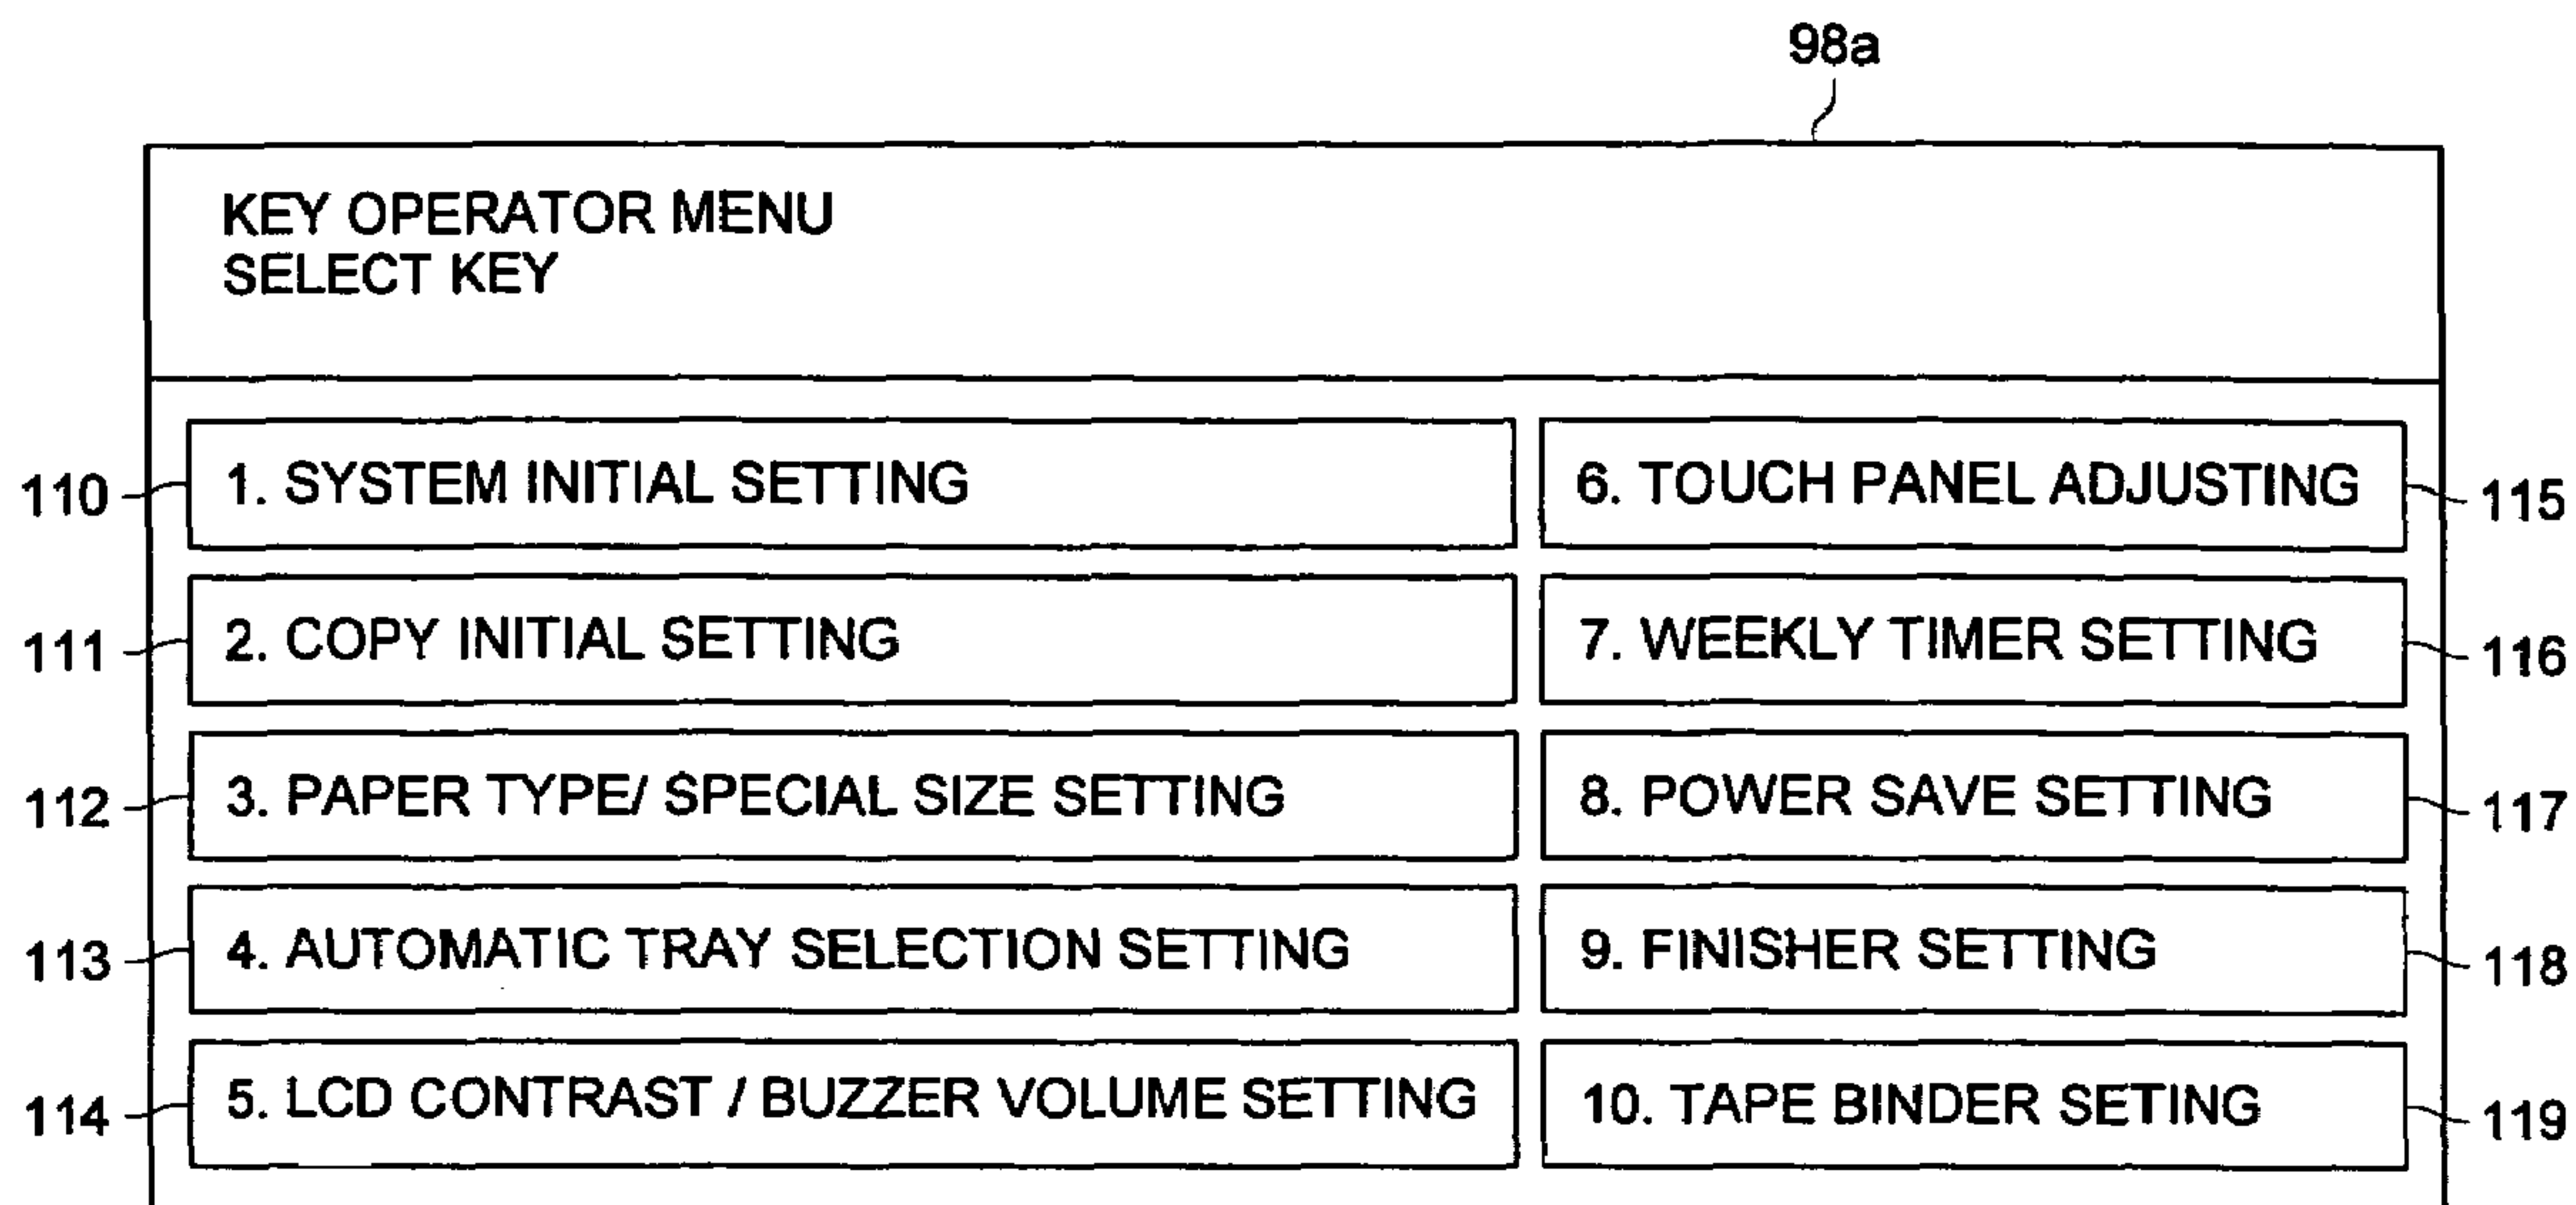 98a
KEY OPERATOR MENU
SELECT KEY
110
1. SYSTEM INITIAL SETTING
6. TOUCH PANEL ADJUSTING
115
111
2. COPY INITIAL SETTING
7. WEEKLY TIMER SETTING
116
112
3. PAPER TYPE/ SPECIAL SIZE SETTING
8. POWER SAVE SETTING
117
113
4. AUTOMATIC TRAY SELECTION SETTING
9. FINISHER SETTING
118
114
5. LCD CONTRAST / BUZZER VOLUME SETTING
10. TAPE BINDER SETING
119